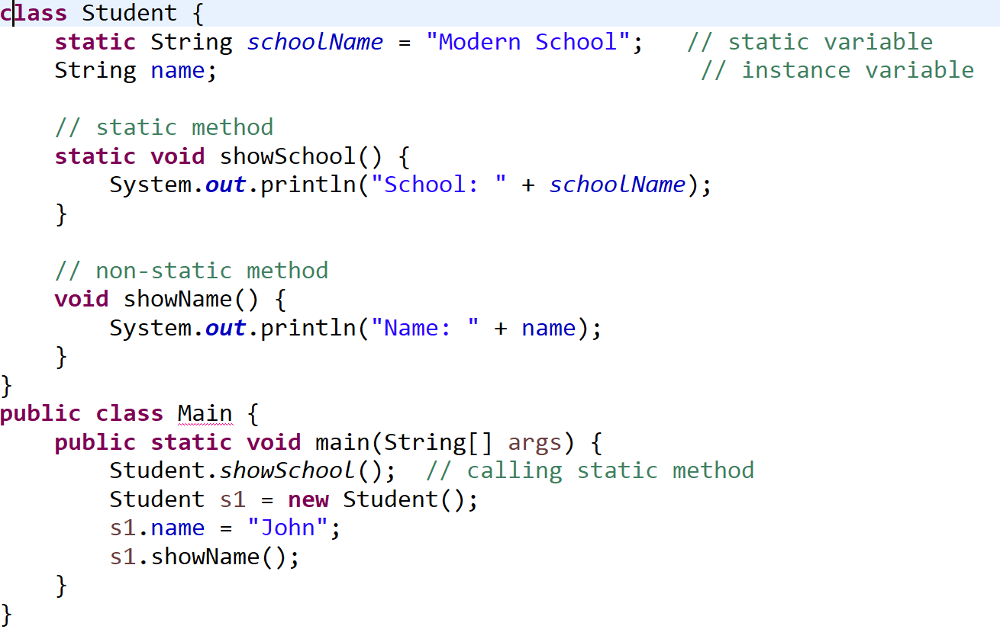 class Student {
    static String schoolName = "Modern School";   // static variable
    String name;                                   // instance variable

    // static method
    static void showSchool() {
        System.out.println("School: " + schoolName);
    }

    // non-static method
    void showName() {
        System.out.println("Name: " + name);
    }
}
public class Main {
    public static void main(String[] args) {
        Student.showSchool();  // calling static method
        Student s1 = new Student();
        s1.name = "John";
        s1.showName();
    }
}